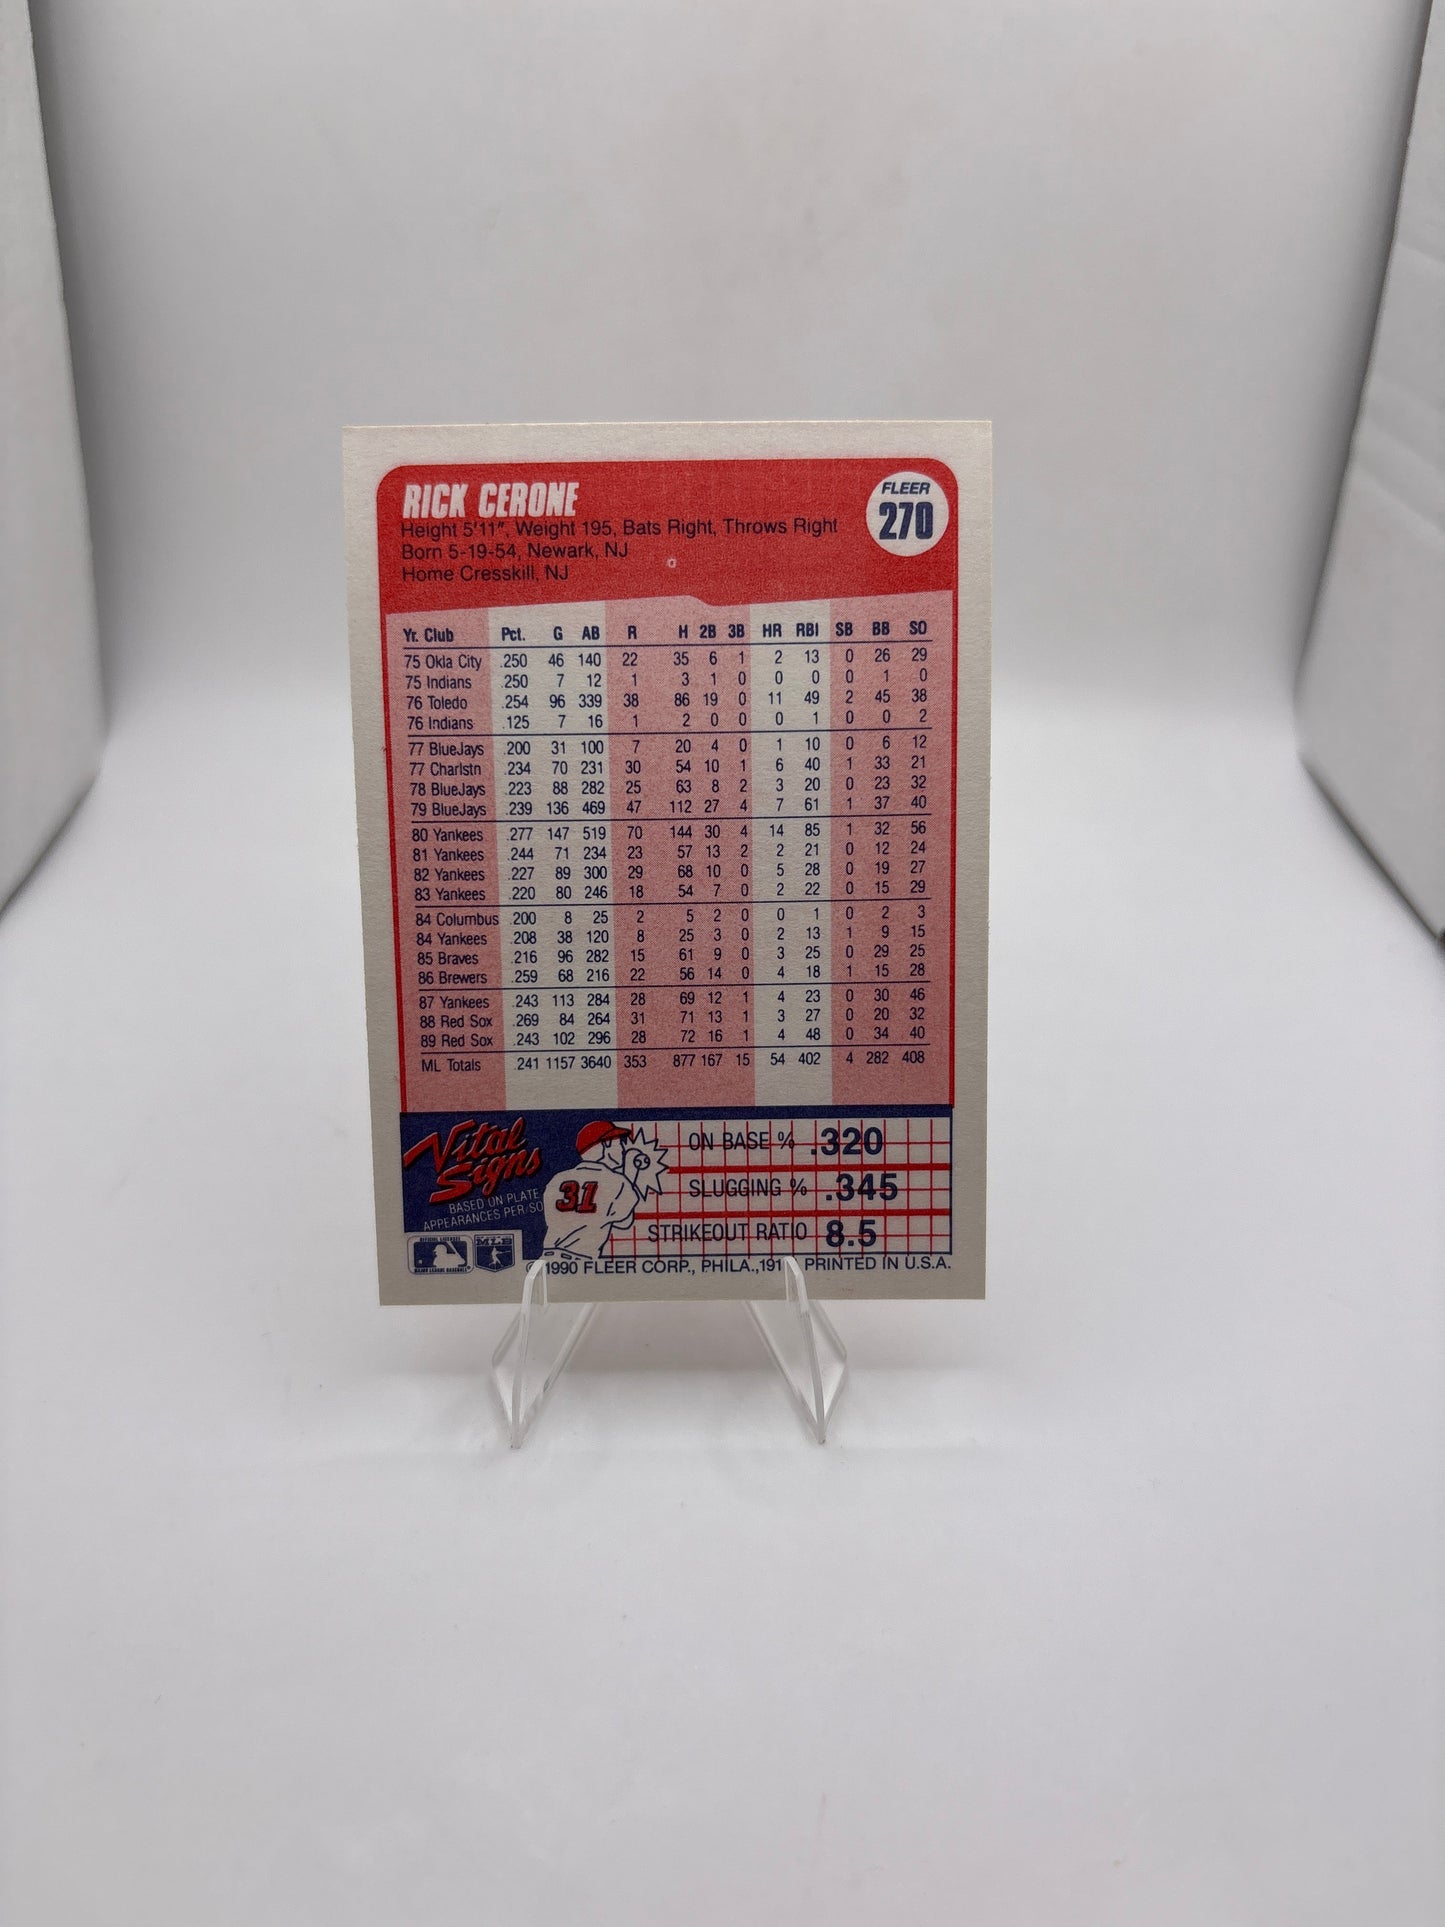 RICK CERONE
FLEER
270
Height 5'11", Weight 195, Bats Right, Throws Right
Born 5-19-54, Newark, NJ
Home Cresskill, NJ
Yr. Club Pct. G AB R H 2B 3B HR RBI SB BB SO
75 Okla City .250 46 140 22 35 6 1 2 13 0 26 29
75 Indians .250 7 12 1 3 1 0 0 0 0 1 0
76 Toledo .254 96 339 38 86 19 0 11 49 2 45 38
76 Indians .125 7 16 1 2 0 0 0 1 0 0 2
77 BlueJays .200 31 100 7 20 4 0 1 10 0 6 12
77 Charlstn .234 70 231 30 54 10 1 6 40 1 33 21
78 BlueJays .223 88 282 25 63 8 2 3 20 0 23 32
79 BlueJays .239 136 469 47 112 27 4 7 61 1 37 40
80 Yankees .277 147 519 70 144 30 4 14 85 1 32 56
81 Yankees .244 71 234 23 57 13 2 2 21 0 12 24
82 Yankees .227 89 300 29 68 10 0 5 28 0 19 27
83 Yankees .220 80 246 18 54 7 0 2 22 0 15 29
84 Columbus .200 8 25 2 5 2 0 0 1 0 2 3
84 Yankees .208 38 120 8 25 3 0 2 13 1 9 15
85 Braves .216 96 282 15 61 9 0 3 25 0 29 25
86 Brewers .259 68 216 22 56 14 0 4 18 1 15 28
87 Yankees .243 113 284 28 69 12 1 4 23 0 30 46
88 Red Sox .269 84 264 31 71 13 1 3 27 0 20 32
89 Red Sox .243 102 296 28 72 16 1 4 48 0 34 40
ML Totals .241 1157 3640 353 877 167 15 54 402 4 282 408
Vital
Signs
BASED ON PLATE
APPEARANCES PER/SO
31
ON BASE % .320
SLUGGING % .345
STRIKEOUT RATIO 8.5
MLB
© 1990 FLEER CORP., PHILA.,191 PRINTED IN U.S.A.